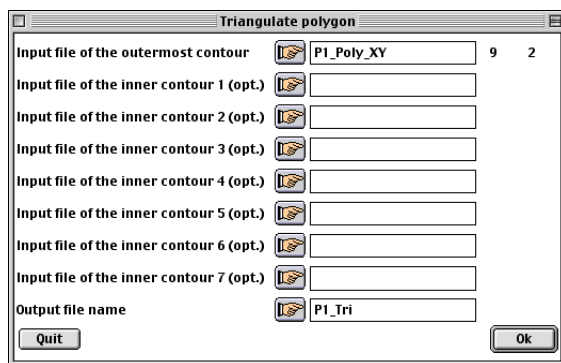 Triangulate polygon
Input file of the outermost contour P1_Poly_XY 9 2
Input file of the inner contour 1 (opt.)
Input file of the inner contour 2 (opt.)
Input file of the inner contour 3 (opt.)
Input file of the inner contour 4 (opt.)
Input file of the inner contour 5 (opt.)
Input file of the inner contour 6 (opt.)
Input file of the inner contour 7 (opt.)
Output file name P1_Tri
Quit Ok